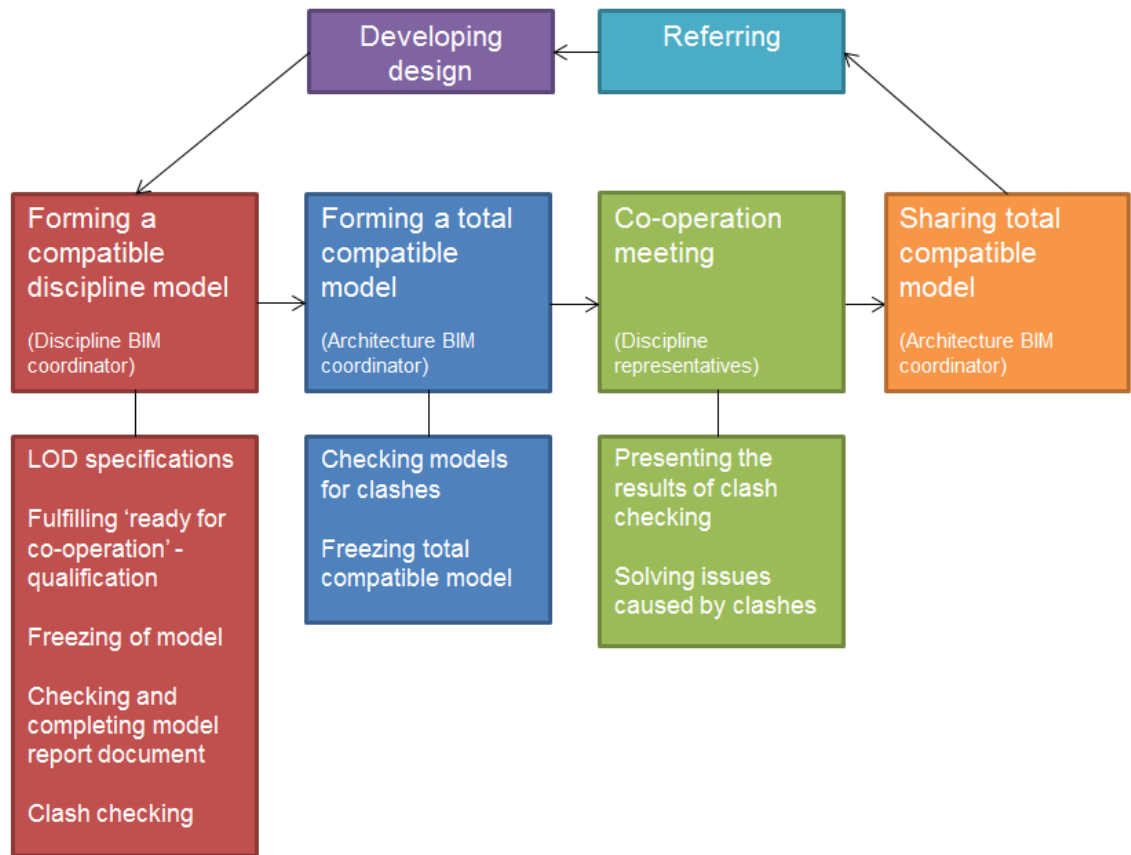 Developing
design
Referring
Forming a
compatible
discipline model
(Discipline BIM
coordinator)
Forming a total
compatible
model
(Architecture BIM
coordinator)
Co-operation
meeting
(Discipline
representatives)
Sharing total
compatible
model
(Architecture BIM
coordinator)
LOD specifications
Fulfilling ‘ready for
co-operation’ -
qualification
Freezing of model
Checking and
completing model
report document
Clash checking
Checking models
for clashes
Freezing total
compatible model
Presenting the
results of clash
checking
Solving issues
caused by clashes